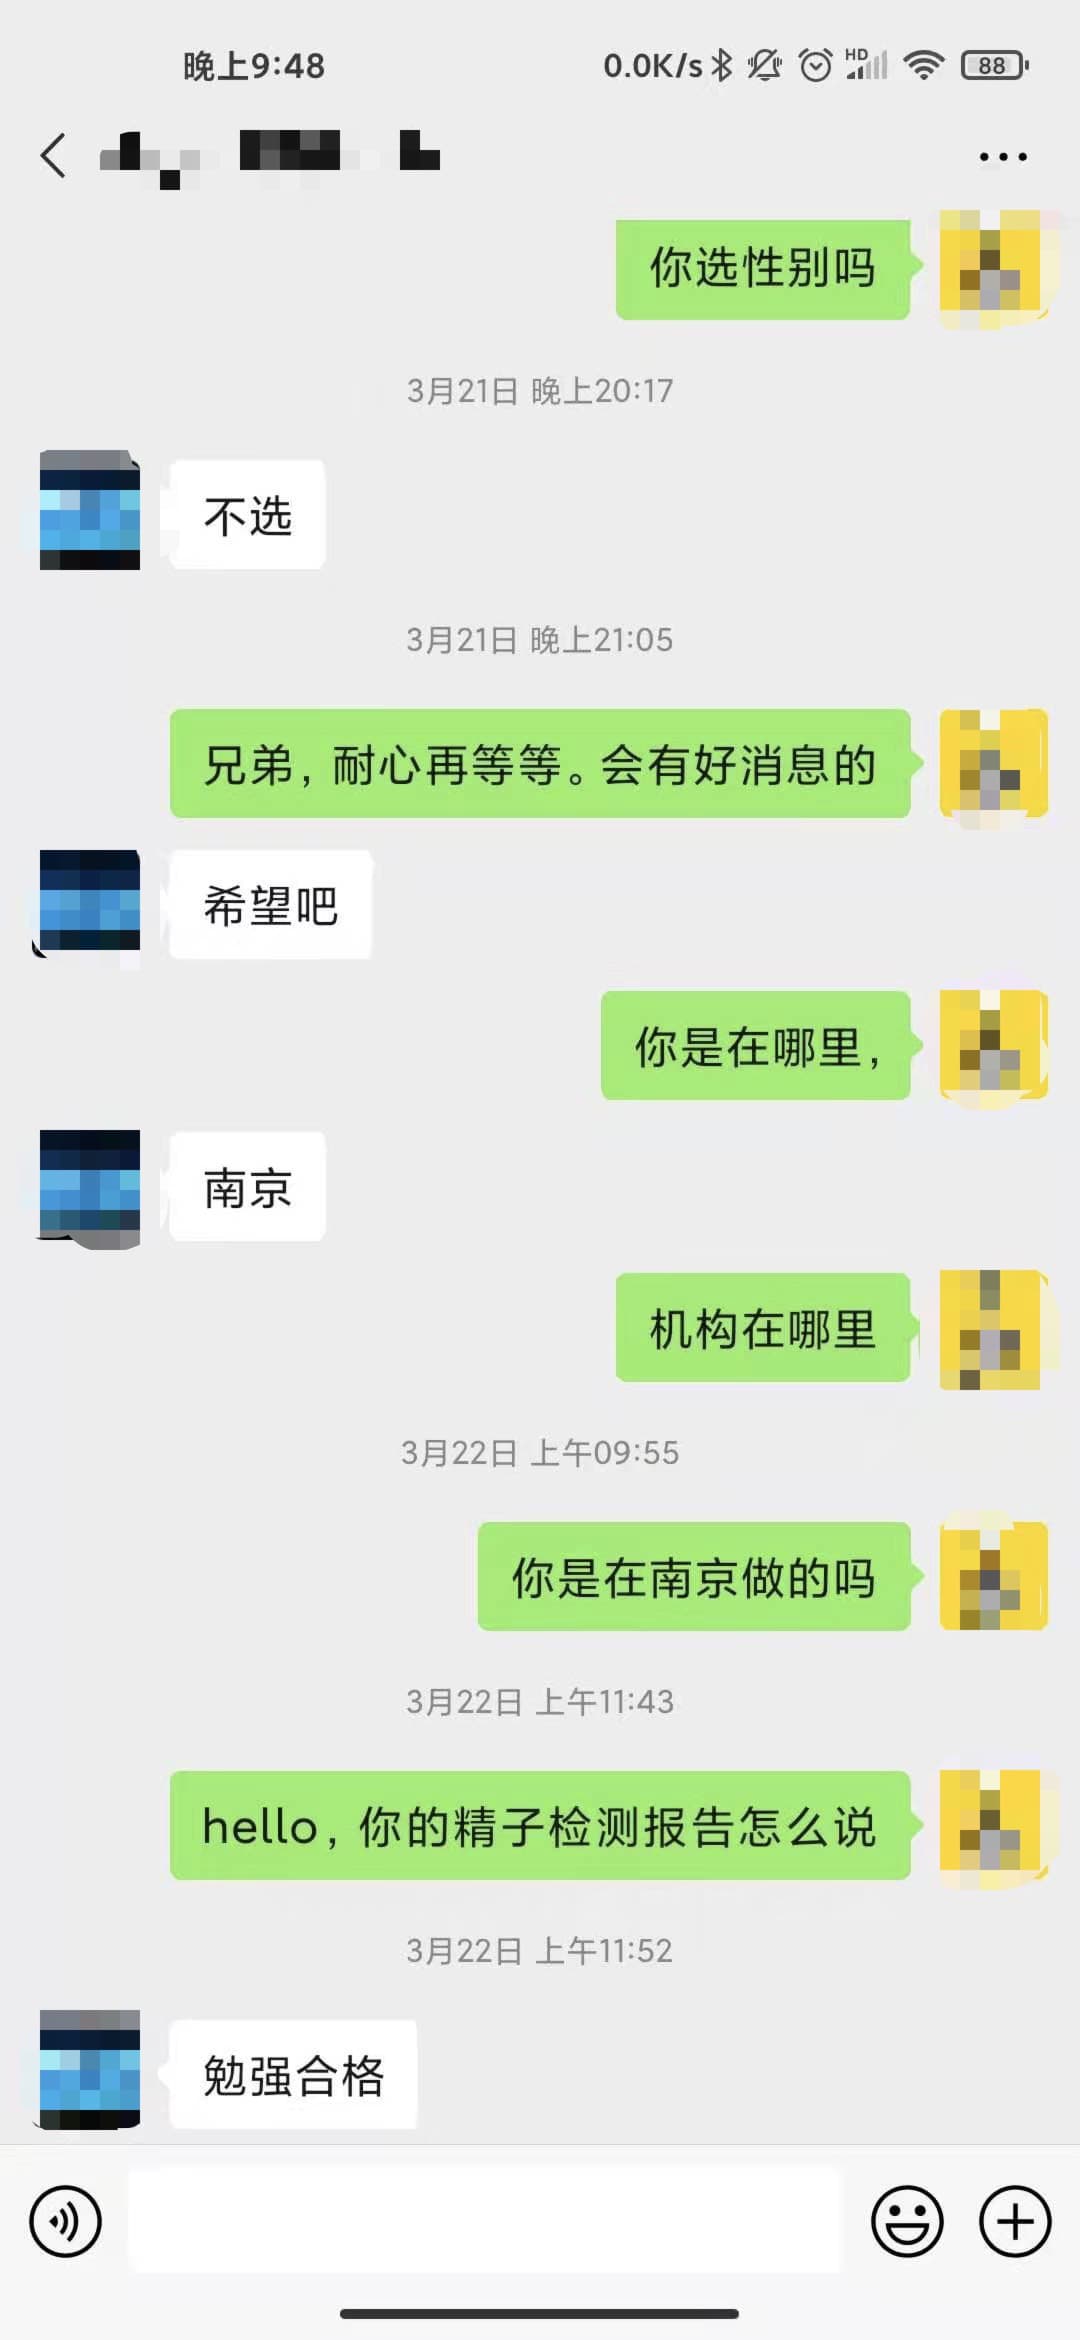 晚上9:48
0.0K/s
HD
88
你选性别吗
3月21日 晚上20:17
不选
3月21日 晚上21:05
兄弟，耐心再等等。会有好消息的
希望吧
你是在哪里，
南京
机构在哪里
3月22日 上午09:55
你是在南京做的吗
3月22日 上午11:43
hello，你的精子检测报告怎么说
3月22日 上午11:52
勉强合格